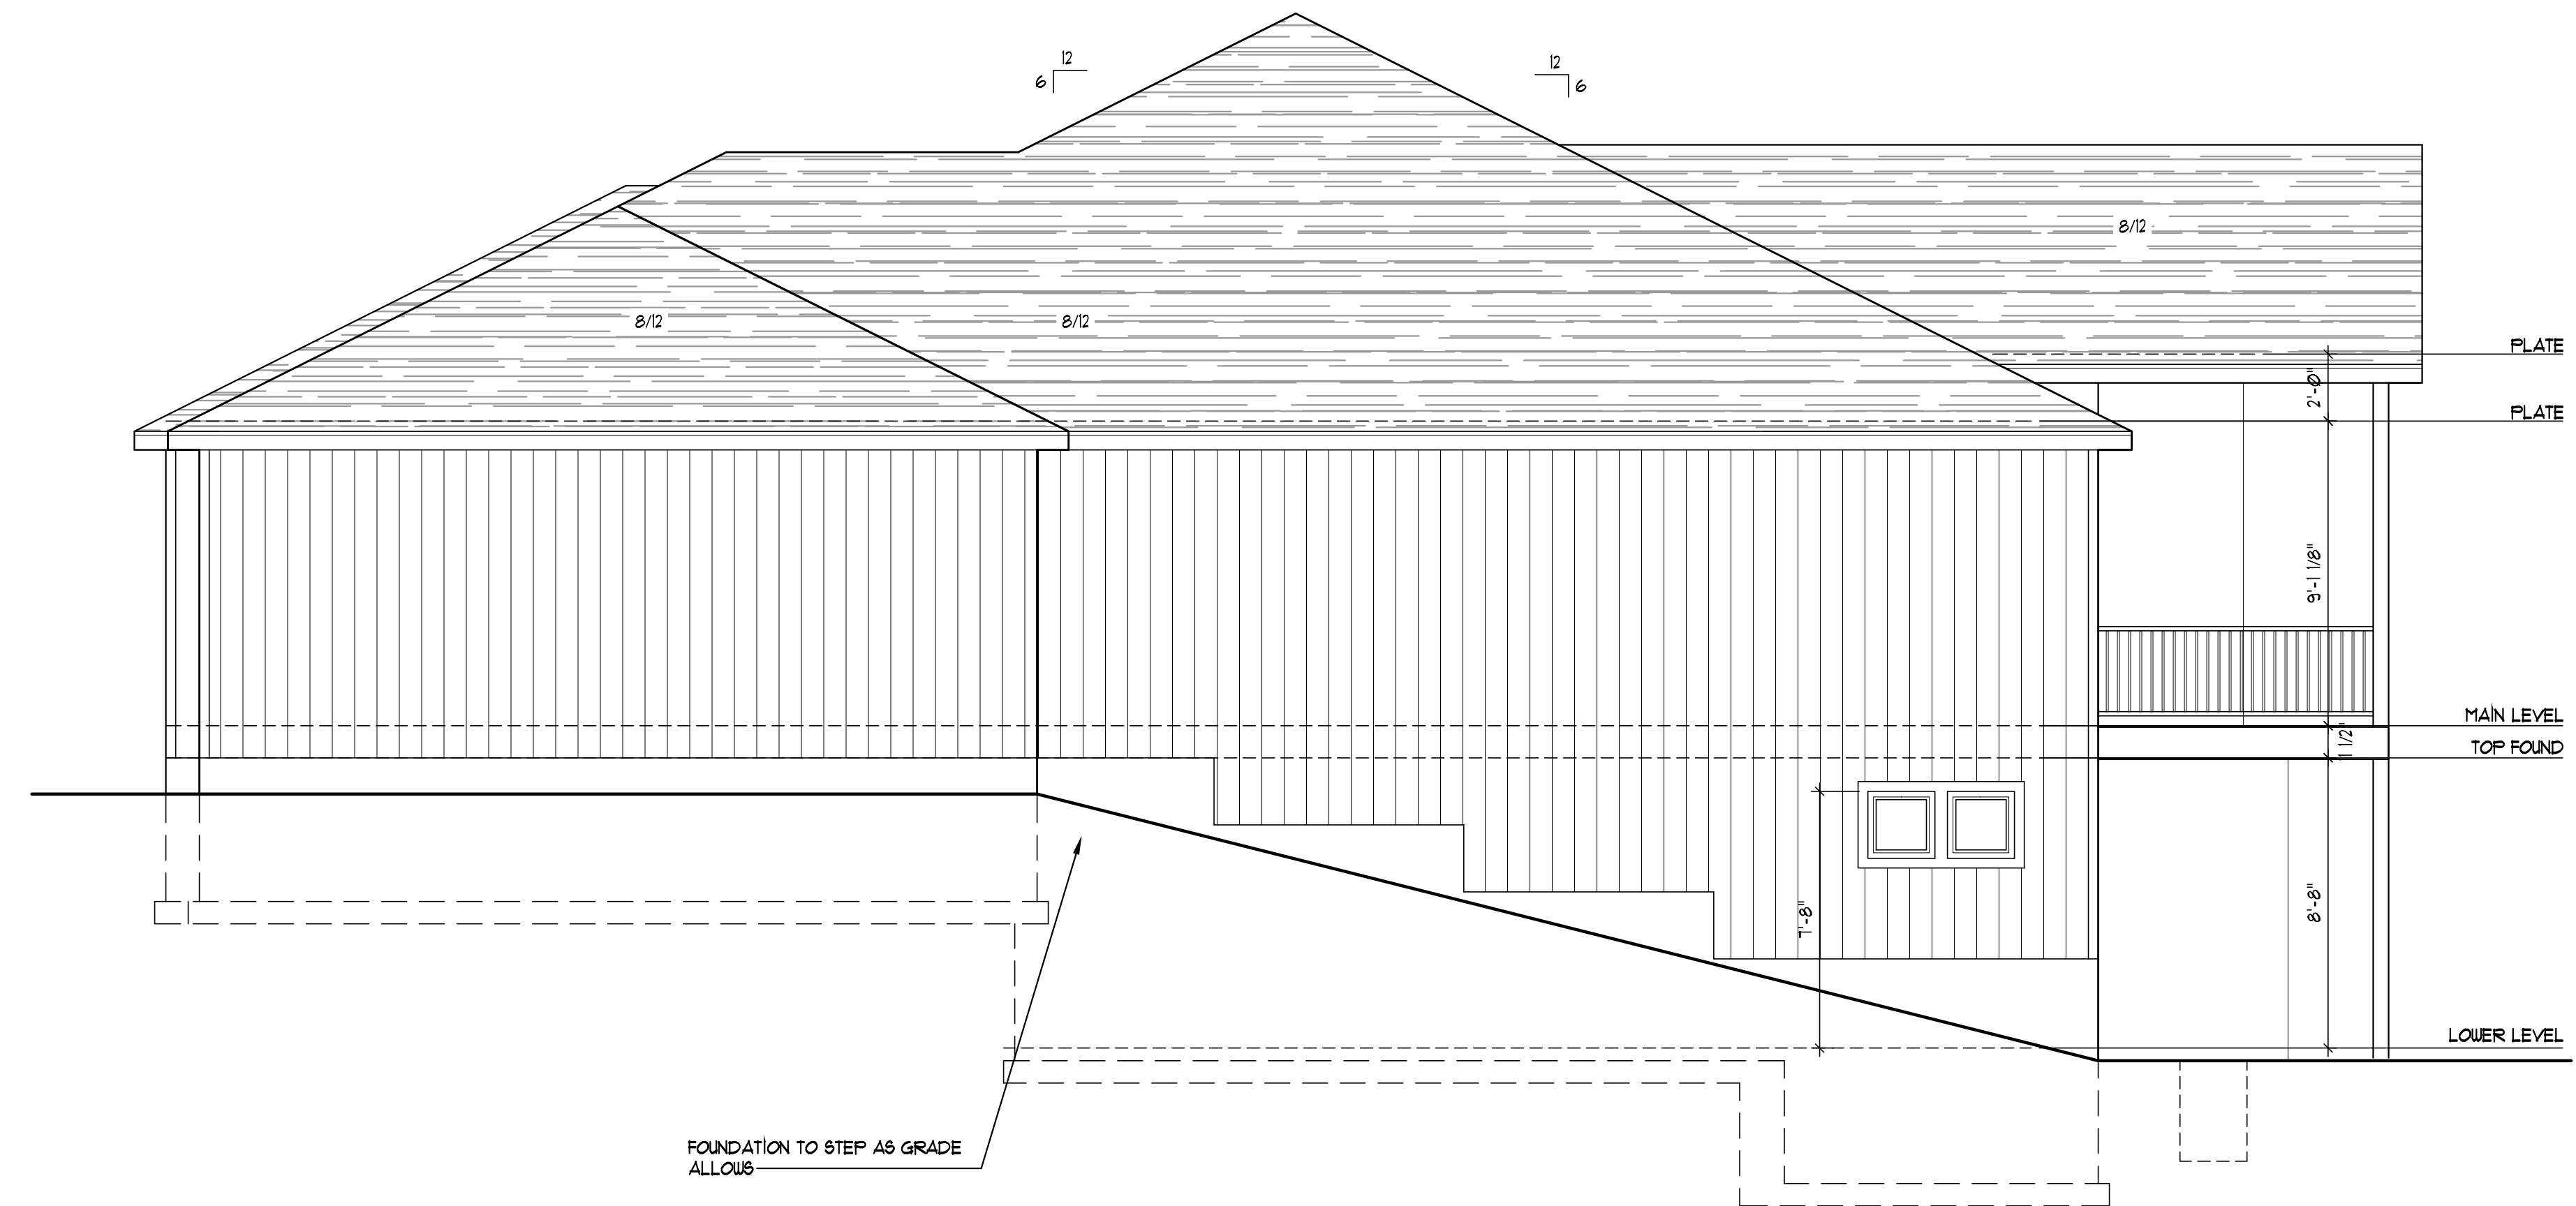 12
6
12
6
8/12
8/12
8/12
PLATE
2'-0"
PLATE
9'-1 1/8"
MAIN LEVEL
1 1/2"
TOP FOUND
7'-8"
8'-8"
LOWER LEVEL
FOUNDATION TO STEP AS GRADE
ALLOWS